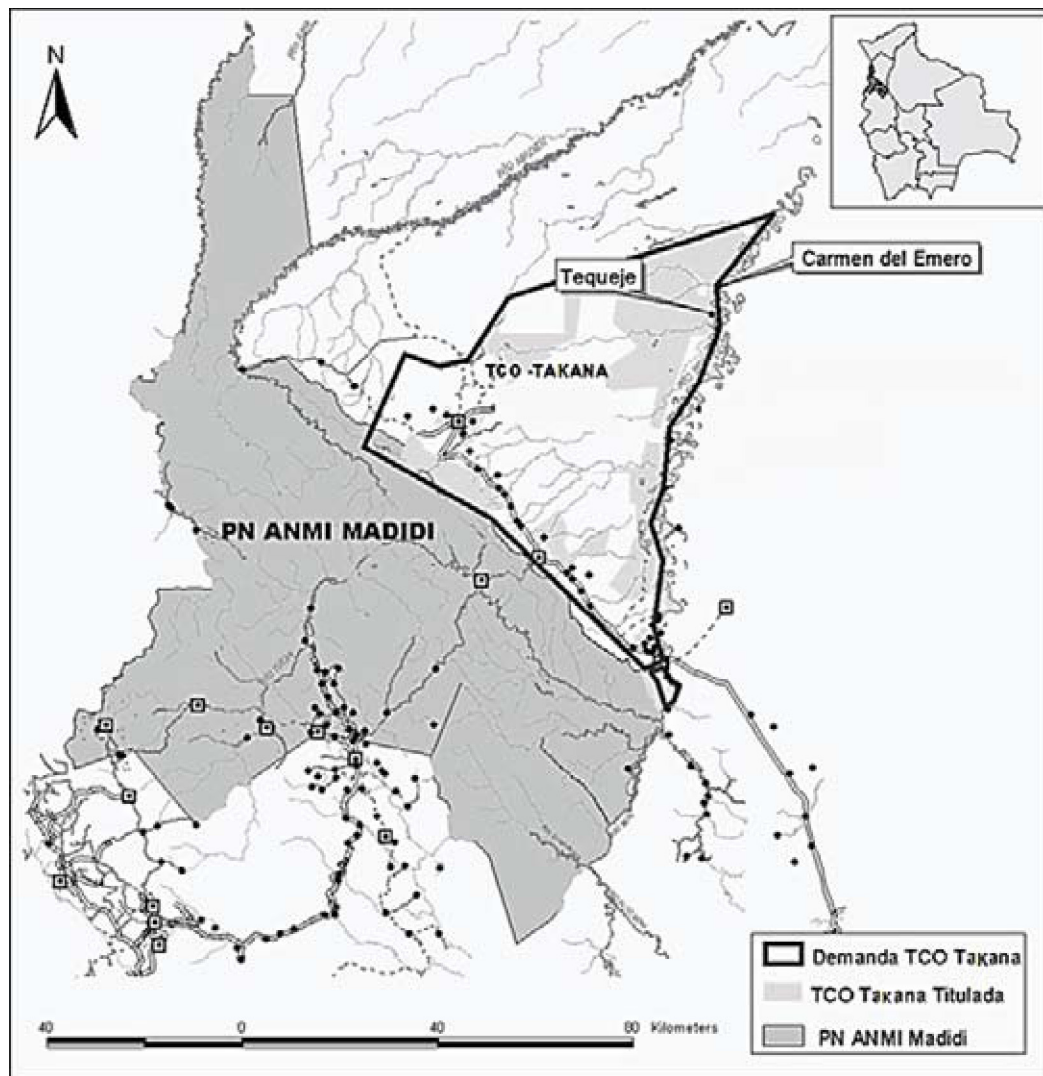 N
Tequeje
Carmen del Emero
TCO -TAKANA
PN ANMI MADIDI
Demanda TCO Takana
TCO Takana Titulada
PN ANMI Madidi
40
0
40
80
Kilometers